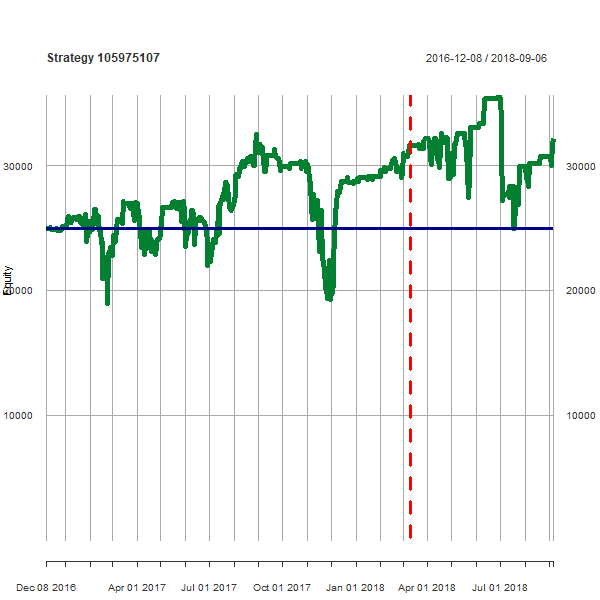 Strategy 105975107 2016-12-08 / 2018-09-06
30000 30000
Equity
20000 20000
10000 10000
Dec 08 2016 Apr 01 2017 Jul 01 2017 Oct 01 2017 Jan 01 2018 Apr 01 2018 Jul 01 2018